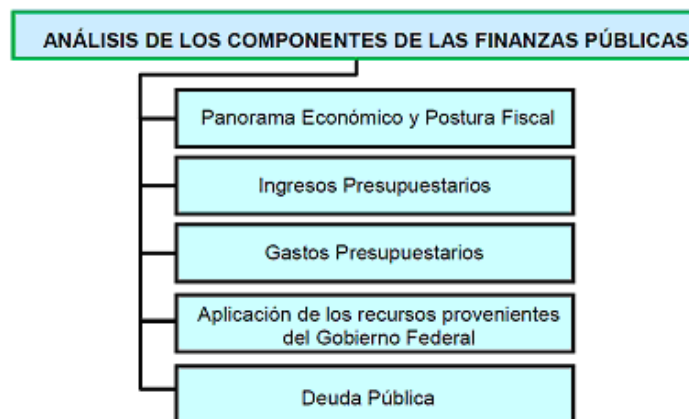 ANÁLISIS DE LOS COMPONENTES DE LAS FINANZAS PÚBLICAS
Panorama Económico y Postura Fiscal
Ingresos Presupuestarios
Gastos Presupuestarios
Aplicación de los recursos provenientes
del Gobierno Federal
Deuda Pública